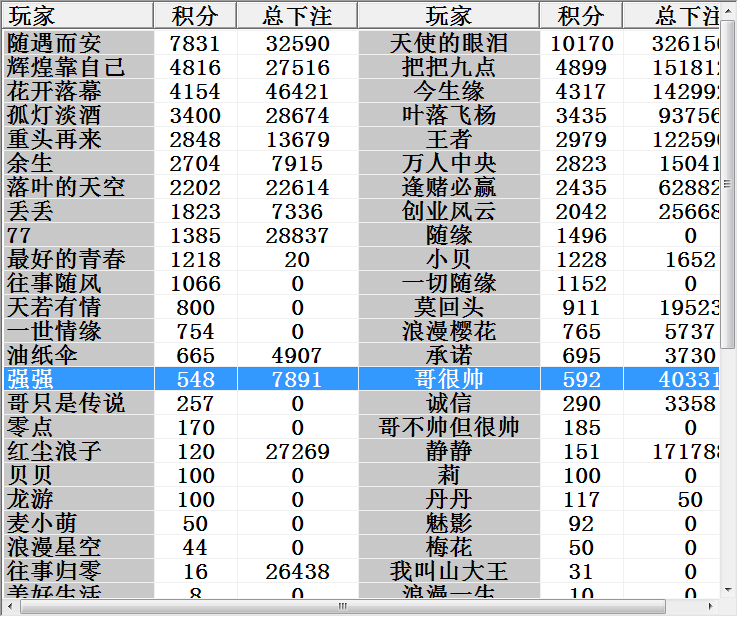 玩家 积分 总下注 玩家 积分 总下注
随遇而安 7831 32590 天使的眼泪 10170
辉煌靠自己 4816 27516 把把九点 4899
花开落幕 4154 46421 今生缘 4317
孤灯淡酒 3400 28674 叶落飞杨 3435 93756
重头再来 2848 13679 王者 2979
余生 2704 7915 万人中央 2823 15041
落叶的天空 2202 22614 逢赌必赢 2435 62882
丢丢 1823 7336 创业风云 2042 25668
77 1385 28837 随缘 1496 0
最好的青春 1218 20 小贝 1228 1652
往事随风 1066 0 一切随缘 1152 0
天若有情 800 0 莫回头 911 19523
一世情缘 754 0 浪漫樱花 765 5737
油纸伞 665 4907 承诺 695 3730
强强 548 7891 哥很帅 592 40331
哥只是传说 257 0 诚信 290 3358
零点 170 0 哥不帅但很帅 185 0
红尘浪子 120 27269 静静 151
贝贝 100 0 莉 100 0
龙游 100 0 丹丹 117 50
麦小萌 50 0 魅影 92 0
浪漫星空 44 0 梅花 50 0
往事归零 16 26438 我叫山大王 31 0
美好生活 8 0 浪漫一生 10 0